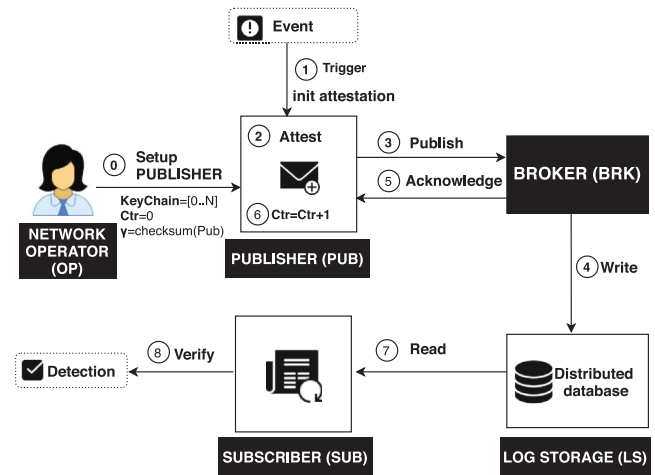 Event
1 Trigger
init attestation
0 Setup
PUBLISHER
KeyChain=[0..N]
Ctr=0
γ=checksum(Pub)
NETWORK
OPERATOR
(OP)
2 Attest
6 Ctr=Ctr+1
PUBLISHER (PUB)
3 Publish
5 Acknowledge
BROKER (BRK)
4 Write
Distributed
database
LOG STORAGE (LS)
7 Read
SUBSCRIBER (SUB)
8 Verify
Detection